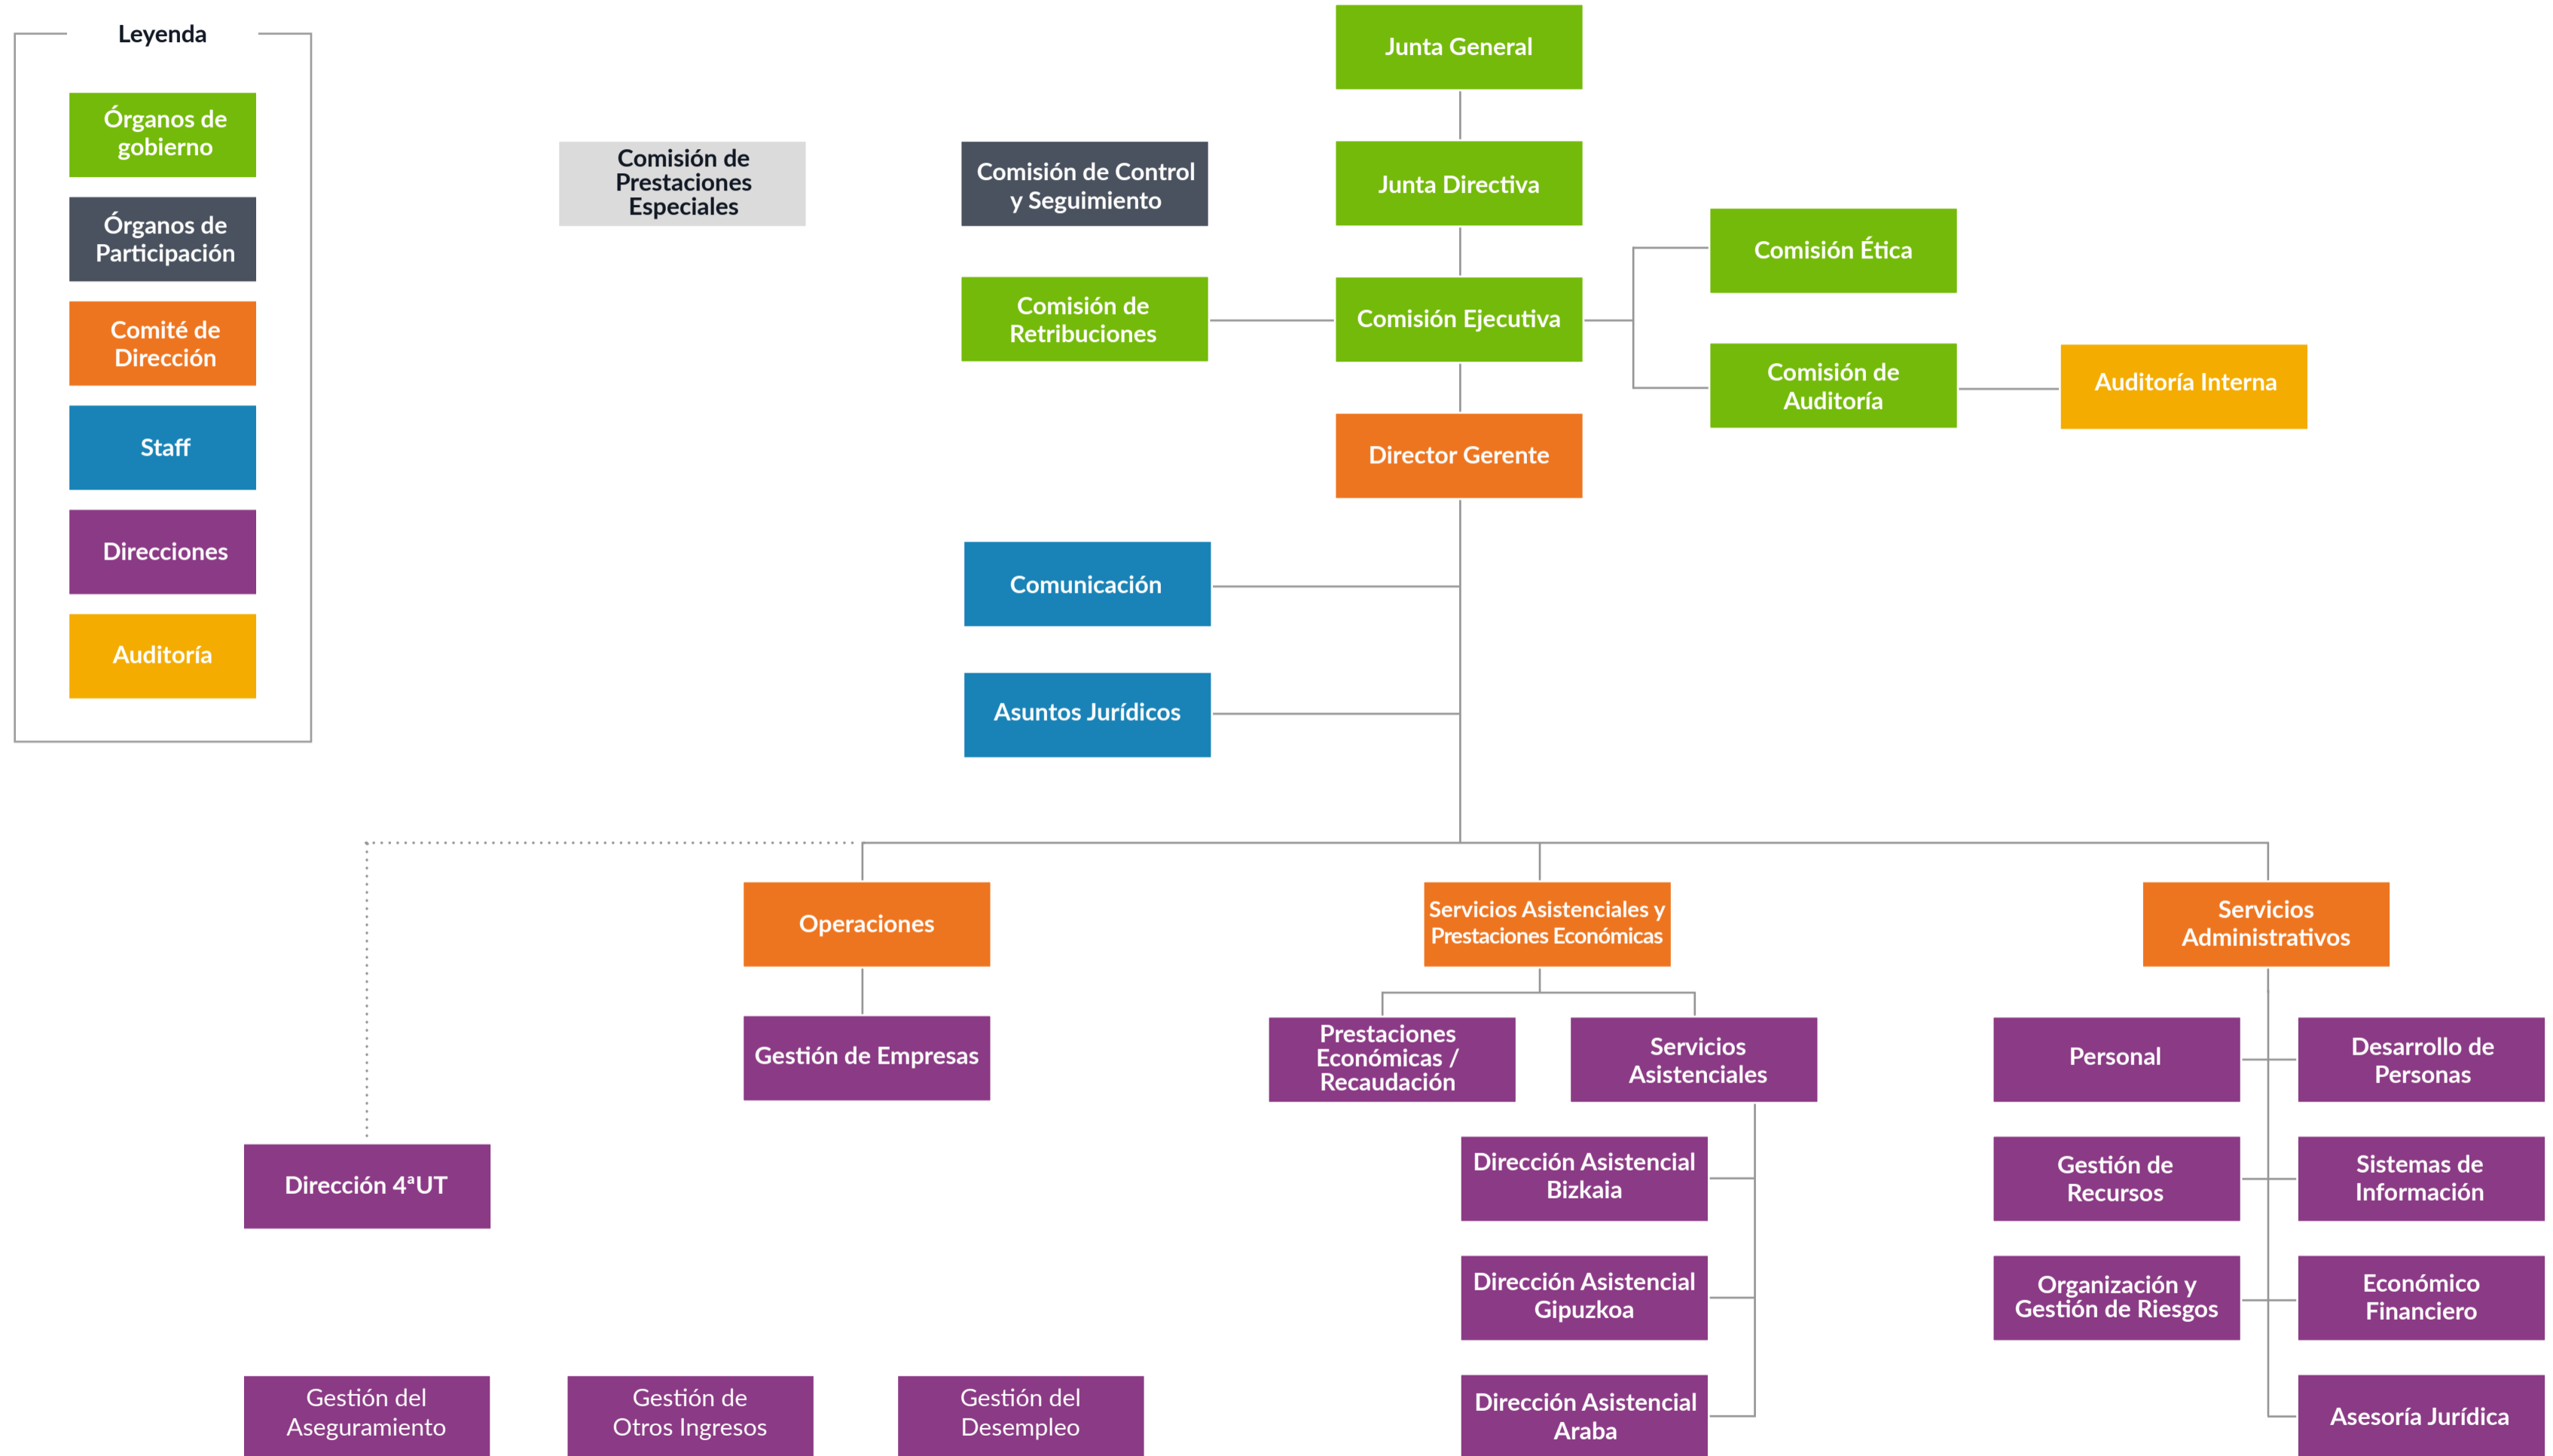 Leyenda
Órganos de
gobierno
Órganos de
Participación
Comité de
Dirección
Staff
Direcciones
Auditoría
Junta General
Comisión de
Prestaciones
Especiales
Comisión de Control
y Seguimiento
Junta Directiva
Comisión Ética
Comisión de
Retribuciones
Comisión Ejecutiva
Comisión de
Auditoría
Auditoría Interna
Director Gerente
Comunicación
Asuntos Jurídicos
Operaciones
Servicios Asistenciales y
Prestaciones Económicas
Servicios
Administrativos
Gestión de Empresas
Prestaciones
Económicas /
Recaudación
Servicios
Asistenciales
Personal
Desarrollo de
Personas
Dirección 4ªUT
Dirección Asistencial
Bizkaia
Gestión de
Recursos
Sistemas de
Información
Dirección Asistencial
Gipuzkoa
Organización y
Gestión de Riesgos
Económico
Financiero
Gestión del
Aseguramiento
Gestión de
Otros Ingresos
Gestión del
Desempleo
Dirección Asistencial
Araba
Asesoría Jurídica